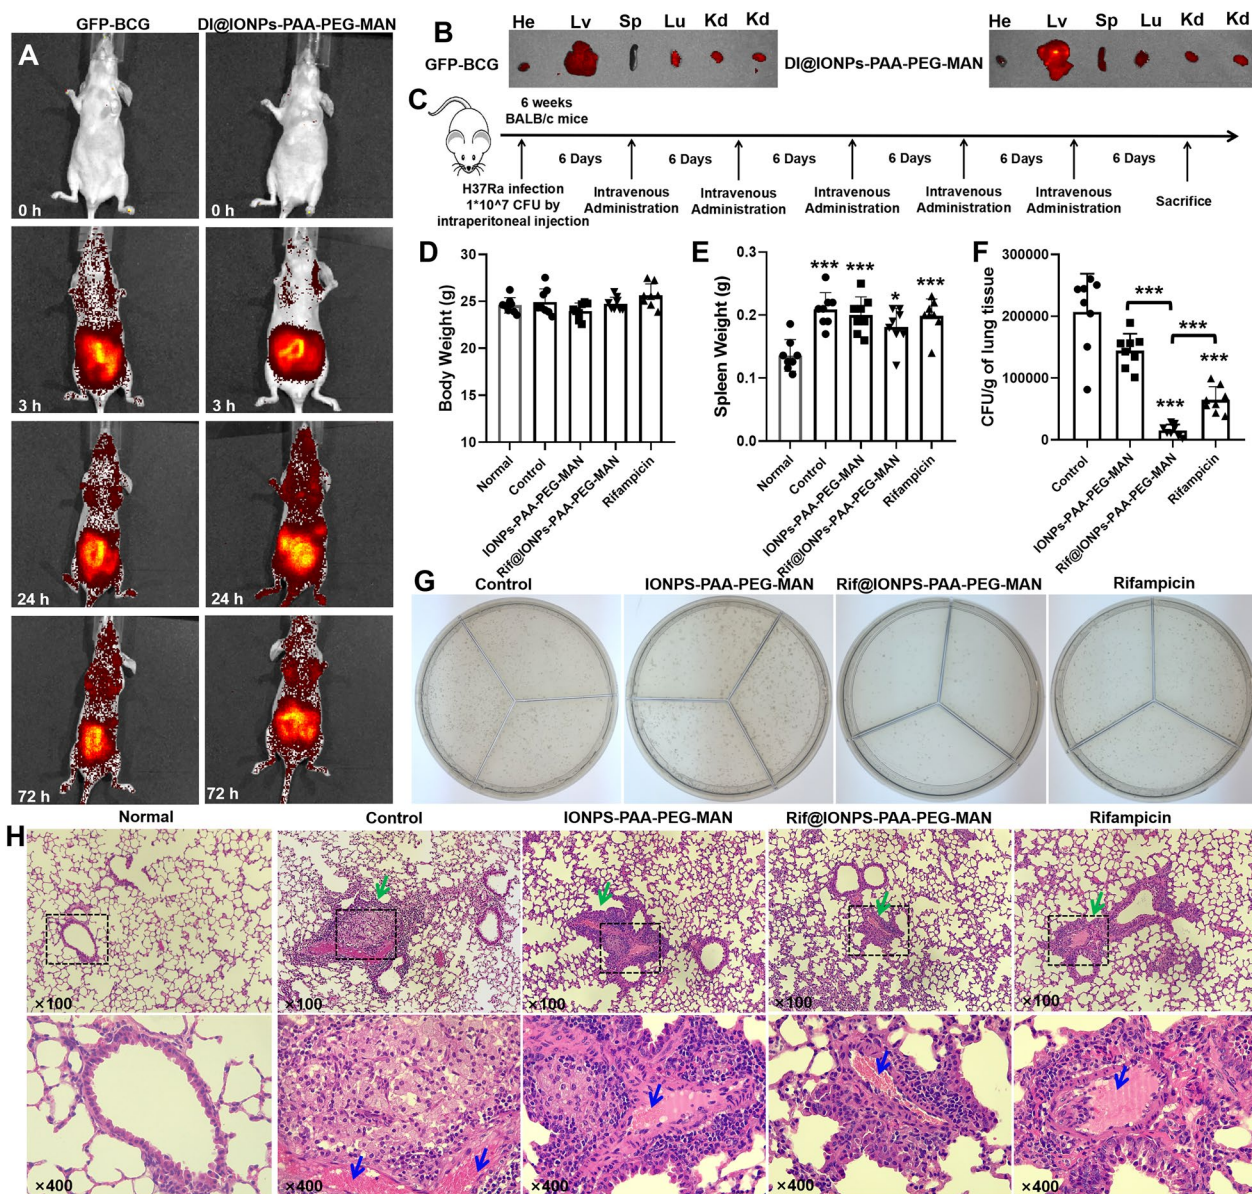 A
GFP-BCG
DI@IONPs-PAA-PEG-MAN
0 h
0 h
3 h
3 h
24 h
24 h
72 h
72 h
B
He Lv Sp Lu Kd Kd
GFP-BCG
He Lv Sp Lu Kd Kd
DI@IONPs-PAA-PEG-MAN
C
6 weeks
BALB/c mice
6 Days
6 Days
6 Days
6 Days
6 Days
6 Days
H37Ra infection
1*10^7 CFU by
intraperitoneal injection
Intravenous
Administration
Intravenous
Administration
Intravenous
Administration
Intravenous
Administration
Intravenous
Administration
Sacrifice
D
Body Weight (g)
30
25
20
15
10
Normal
Control
IONPs-PAA-PEG-MAN
Rif@IONPs-PAA-PEG-MAN
Rifampicin
E
Spleen Weight (g)
0.3
0.2
0.1
0.0
***
***
*
***
Normal
Control
IONPs-PAA-PEG-MAN
Rif@IONPs-PAA-PEG-MAN
Rifampicin
F
CFU/g of lung tissue
300000
200000
100000
0
***
***
***
***
Control
IONPs-PAA-PEG-MAN
Rif@IONPs-PAA-PEG-MAN
Rifampicin
G
Control
IONPS-PAA-PEG-MAN
Rif@IONPS-PAA-PEG-MAN
Rifampicin
H
Normal
Control
IONPS-PAA-PEG-MAN
Rif@IONPS-PAA-PEG-MAN
Rifampicin
×100
×100
×100
×100
×100
×400
×400
×400
×400
×400